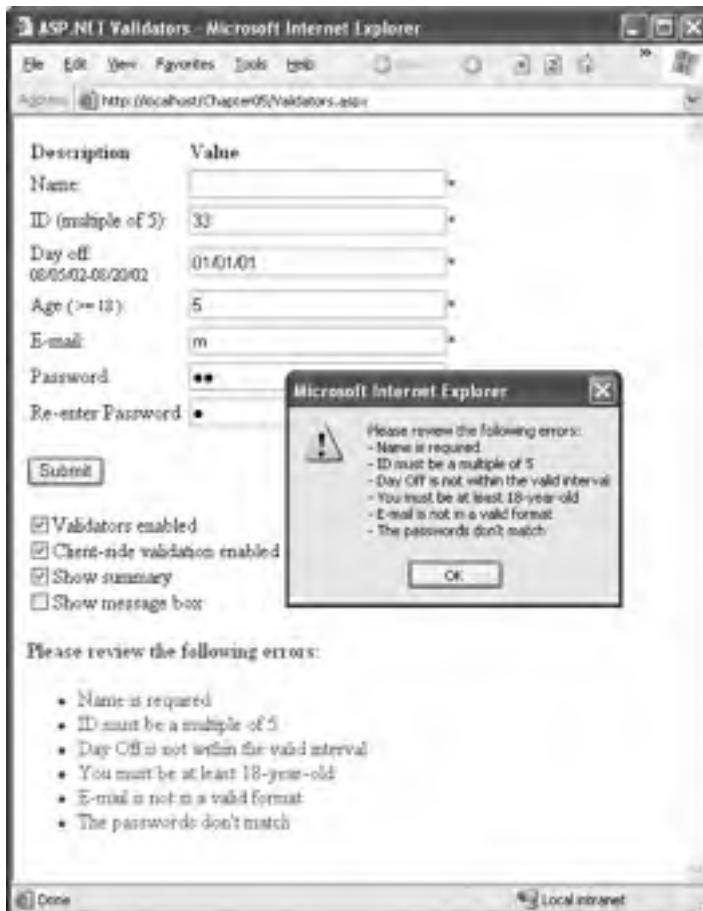 ASP.NET Validators - Microsoft Internet Explorer
File Edit View Favorites Tools Help »
Address http://localhost/Chapter05/Validators.aspx
Description Value
Name: *
ID (multiple of 5): 33 *
Day off: 01/01/01 *
08/05/02-08/20/02
Age (>= 18): 5 *
E-mail: m *
Password: ●●
Re-enter Password: ●
Submit
Validators enabled
Client-side validation enabled
Show summary
Show message box
Microsoft Internet Explorer
Please review the following errors:
- Name is required
- ID must be a multiple of 5
- Day Off is not within the valid interval
- You must be at least 18-year-old
- E-mail is not in a valid format
- The passwords don't match
OK
Please review the following errors:
• Name is required
• ID must be a multiple of 5
• Day Off is not within the valid interval
• You must be at least 18-year-old
• E-mail is not in a valid format
• The passwords don't match
Done Local intranet